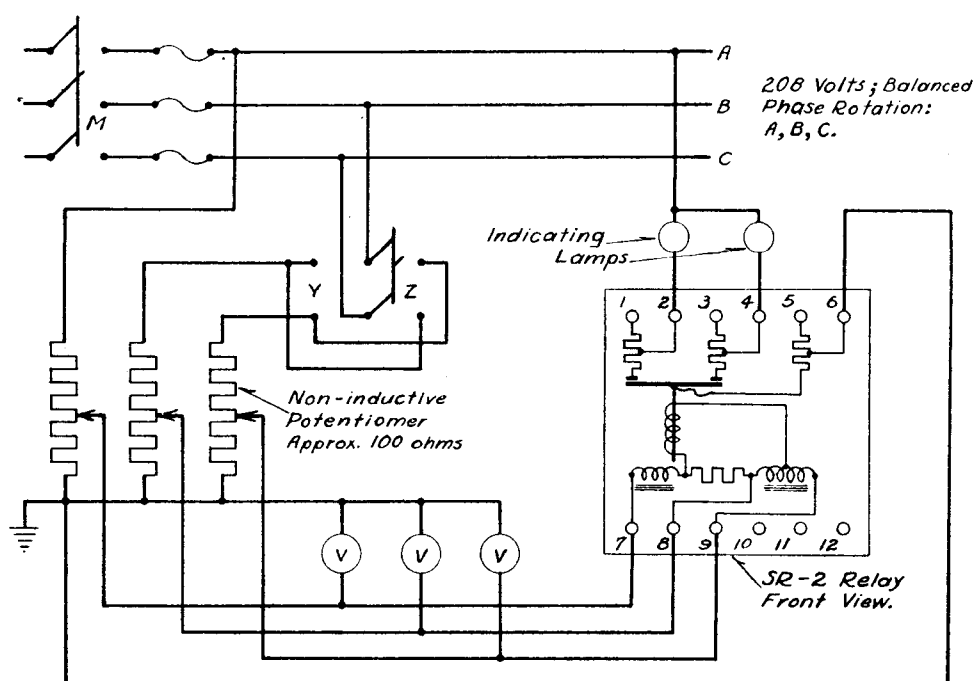 A
208 Volts; Balanced
Phase Rotation:
A, B, C.
B
M
C
Indicating
Lamps
Y
Z
1 2 3 4 5 6
Non-inductive
Potentiomer
Approx. 100 ohms
V V V
7 8 9 10 11 12
SR-2 Relay
Front View.